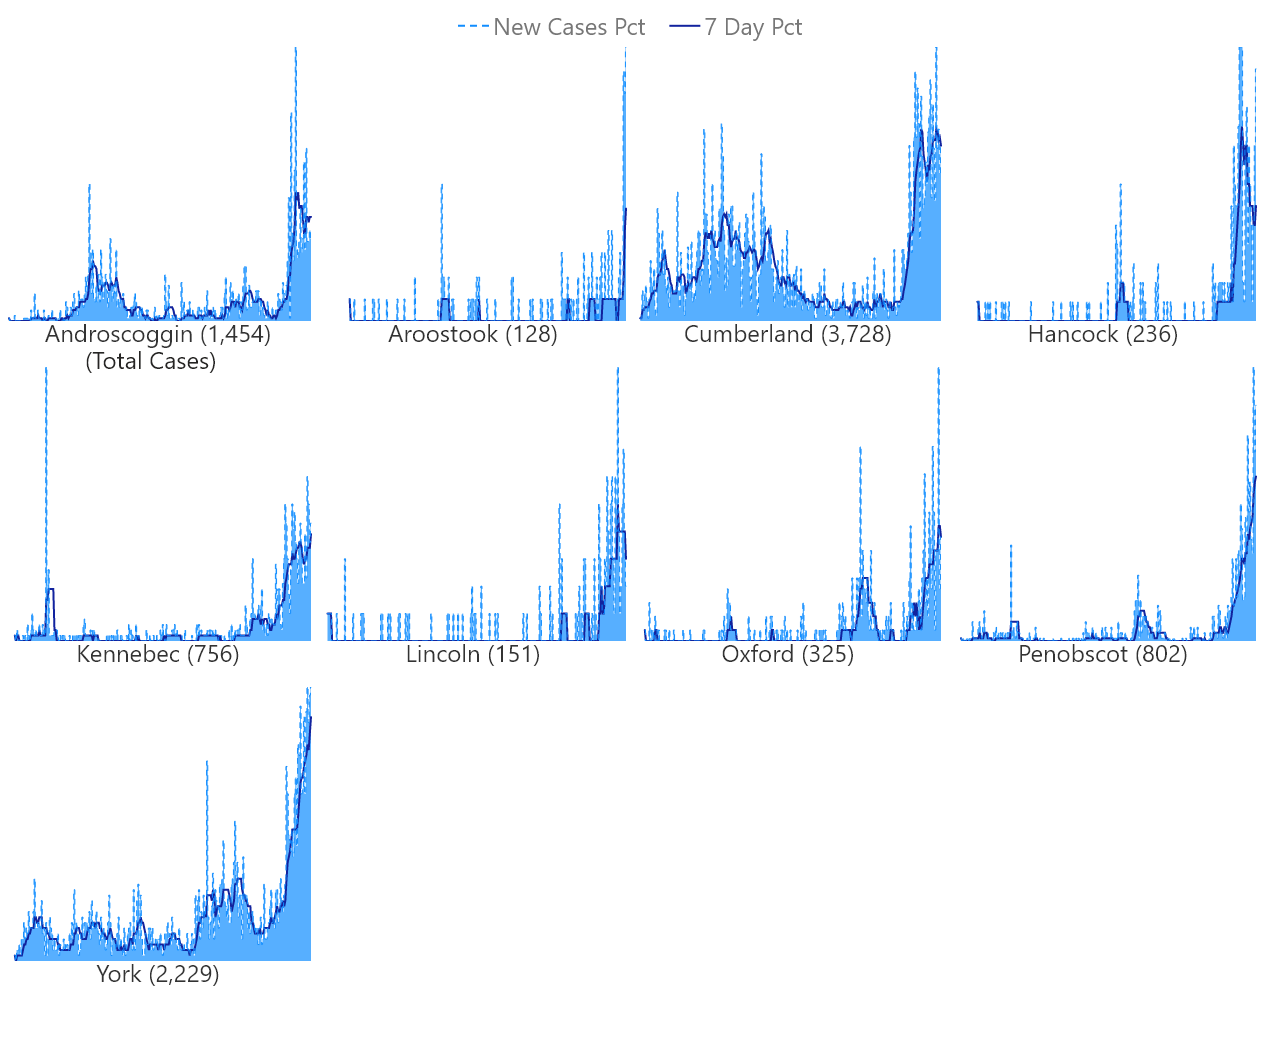 New Cases Pct 7 Day Pct
Androscoggin (1,454) Aroostook (128) Cumberland (3,728) Hancock (236)
(Total Cases)
Kennebec (756) Lincoln (151) Oxford (325) Penobscot (802)
York (2,229)